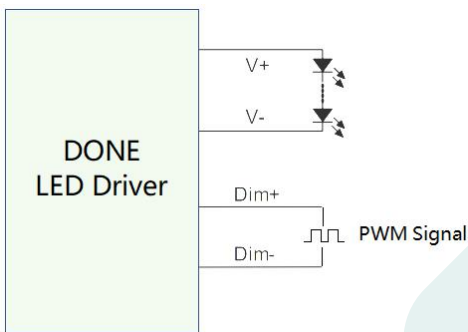 V+
V-
DONE
LED Driver
Dim+
PWM Signal
Dim-